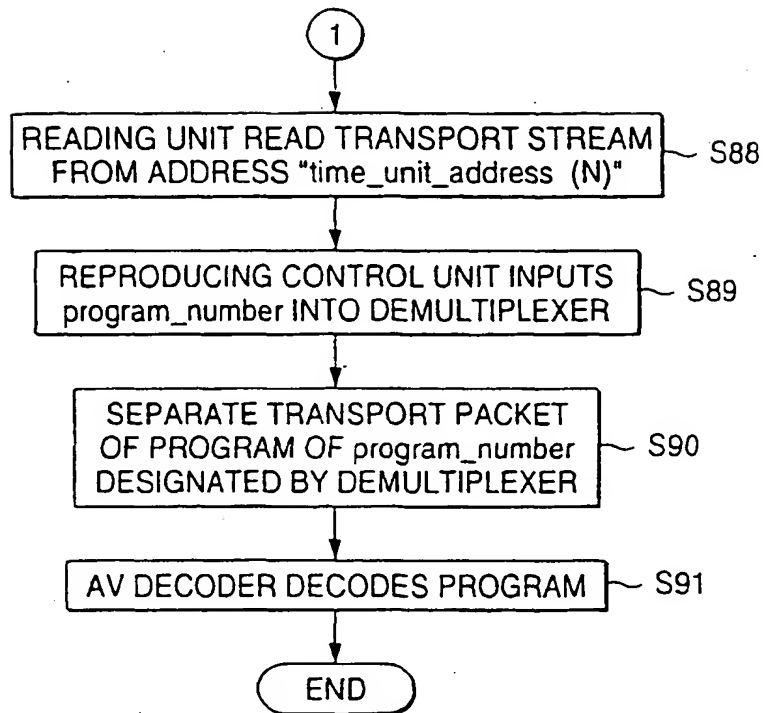 1
READING UNIT READ TRANSPORT STREAM
FROM ADDRESS "time_unit_address (N)"
S88
REPRODUCING CONTROL UNIT INPUTS
program_number INTO DEMULTIPLEXER
S89
SEPARATE TRANSPORT PACKET
OF PROGRAM OF program_number
DESIGNATED BY DEMULTIPLEXER
S90
AV DECODER DECODES PROGRAM
S91
END